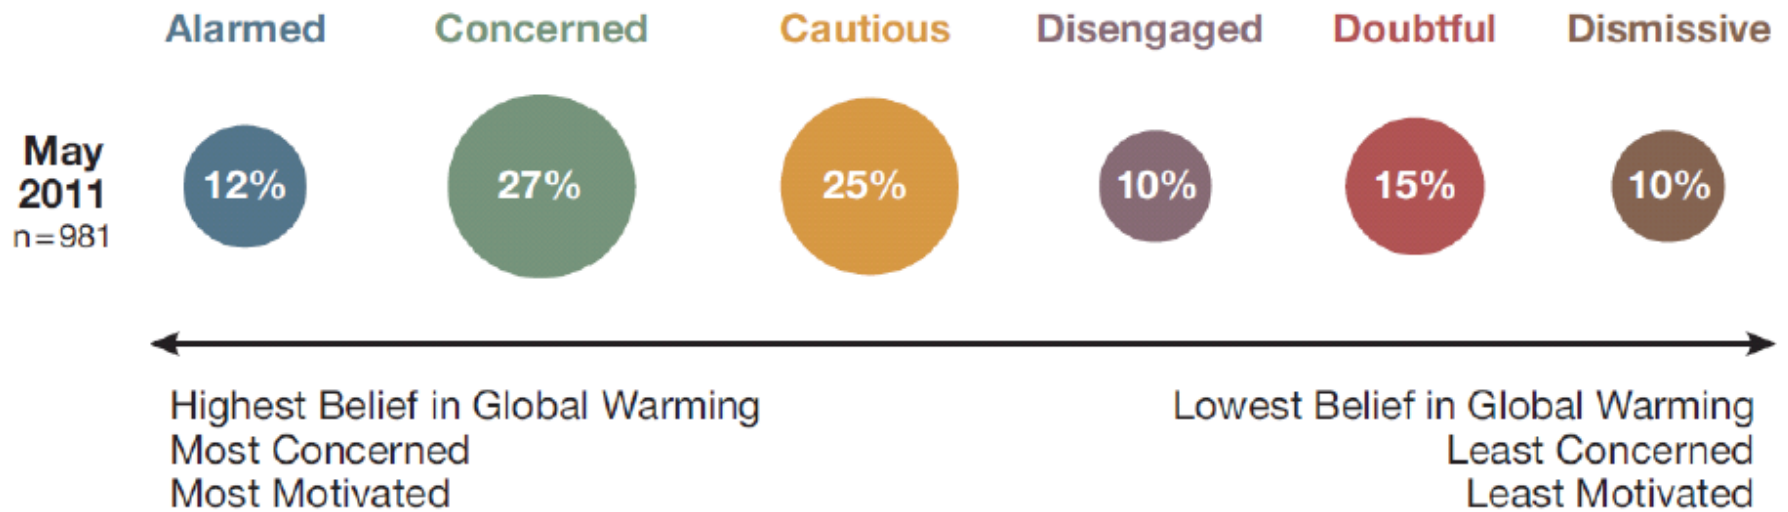 Alarmed Concerned Cautious Disengaged Doubtful Dismissive
May
2011
n=981
12% 27% 25% 10% 15% 10%
Highest Belief in Global Warming
Most Concerned
Most Motivated
Lowest Belief in Global Warming
Least Concerned
Least Motivated